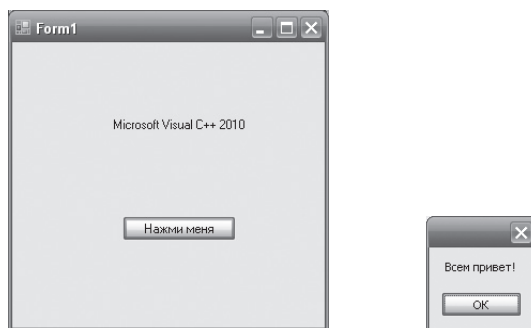 Form1
Microsoft Visual C++ 2010
Нажми меня
Всем привет!
OK